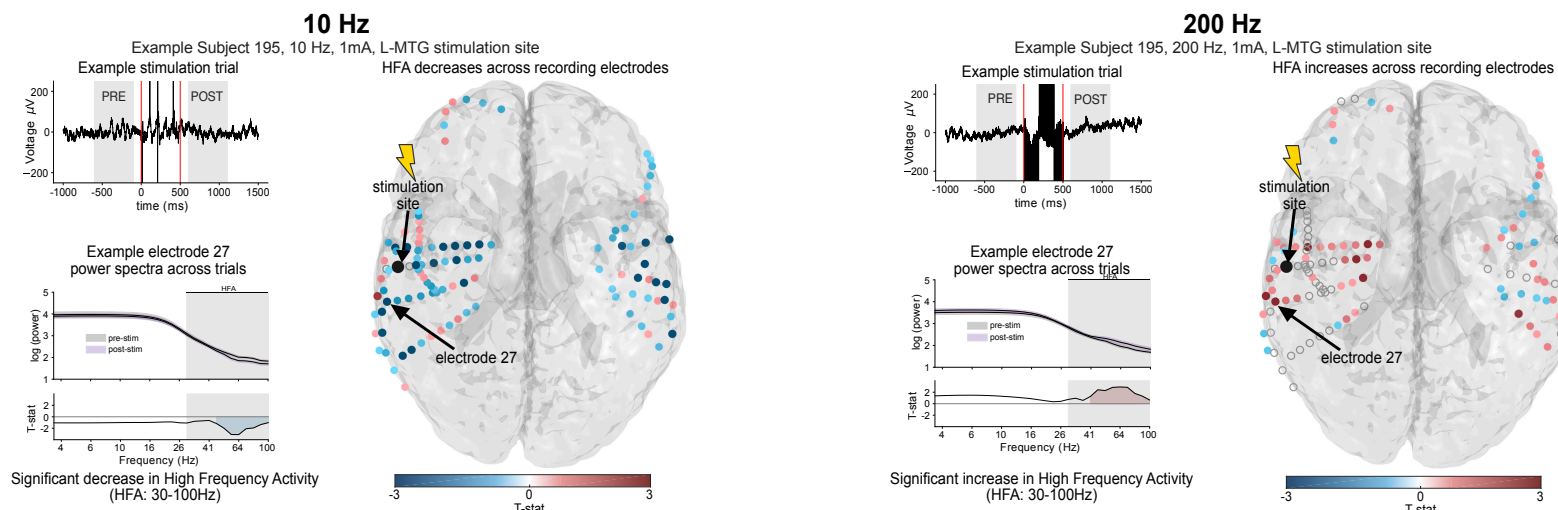 10 Hz
Example Subject 195, 10 Hz, 1mA, L-MTG stimulation site
Example stimulation trial
HFA decreases across recording electrodes
200
0
−200
Voltage μV
PRE
POST
-1000
-500
0
500
1000
1500
time (ms)
stimulation
site
Example electrode 27
power spectra across trials
HFA
5
4
3
2
1
log (power)
pre-stim
post-stim
electrode 27
0
-2
T-stat
4
6
10
16
26
41
64
100
Frequency (Hz)
Significant decrease in High Frequency Activity
(HFA: 30-100Hz)
-3
0
3
T-stat
200 Hz
Example Subject 195, 200 Hz, 1mA, L-MTG stimulation site
Example stimulation trial
HFA increases across recording electrodes
200
0
−200
Voltage μV
PRE
POST
-1000
-500
0
500
1000
1500
time (ms)
stimulation
site
Example electrode 27
power spectra across trials
HFA
5
4
3
2
1
log (power)
pre-stim
post-stim
electrode 27
2
0
T-stat
4
6
10
16
26
41
64
100
Frequency (Hz)
Significant increase in High Frequency Activity
(HFA: 30-100Hz)
-3
0
3
T-stat